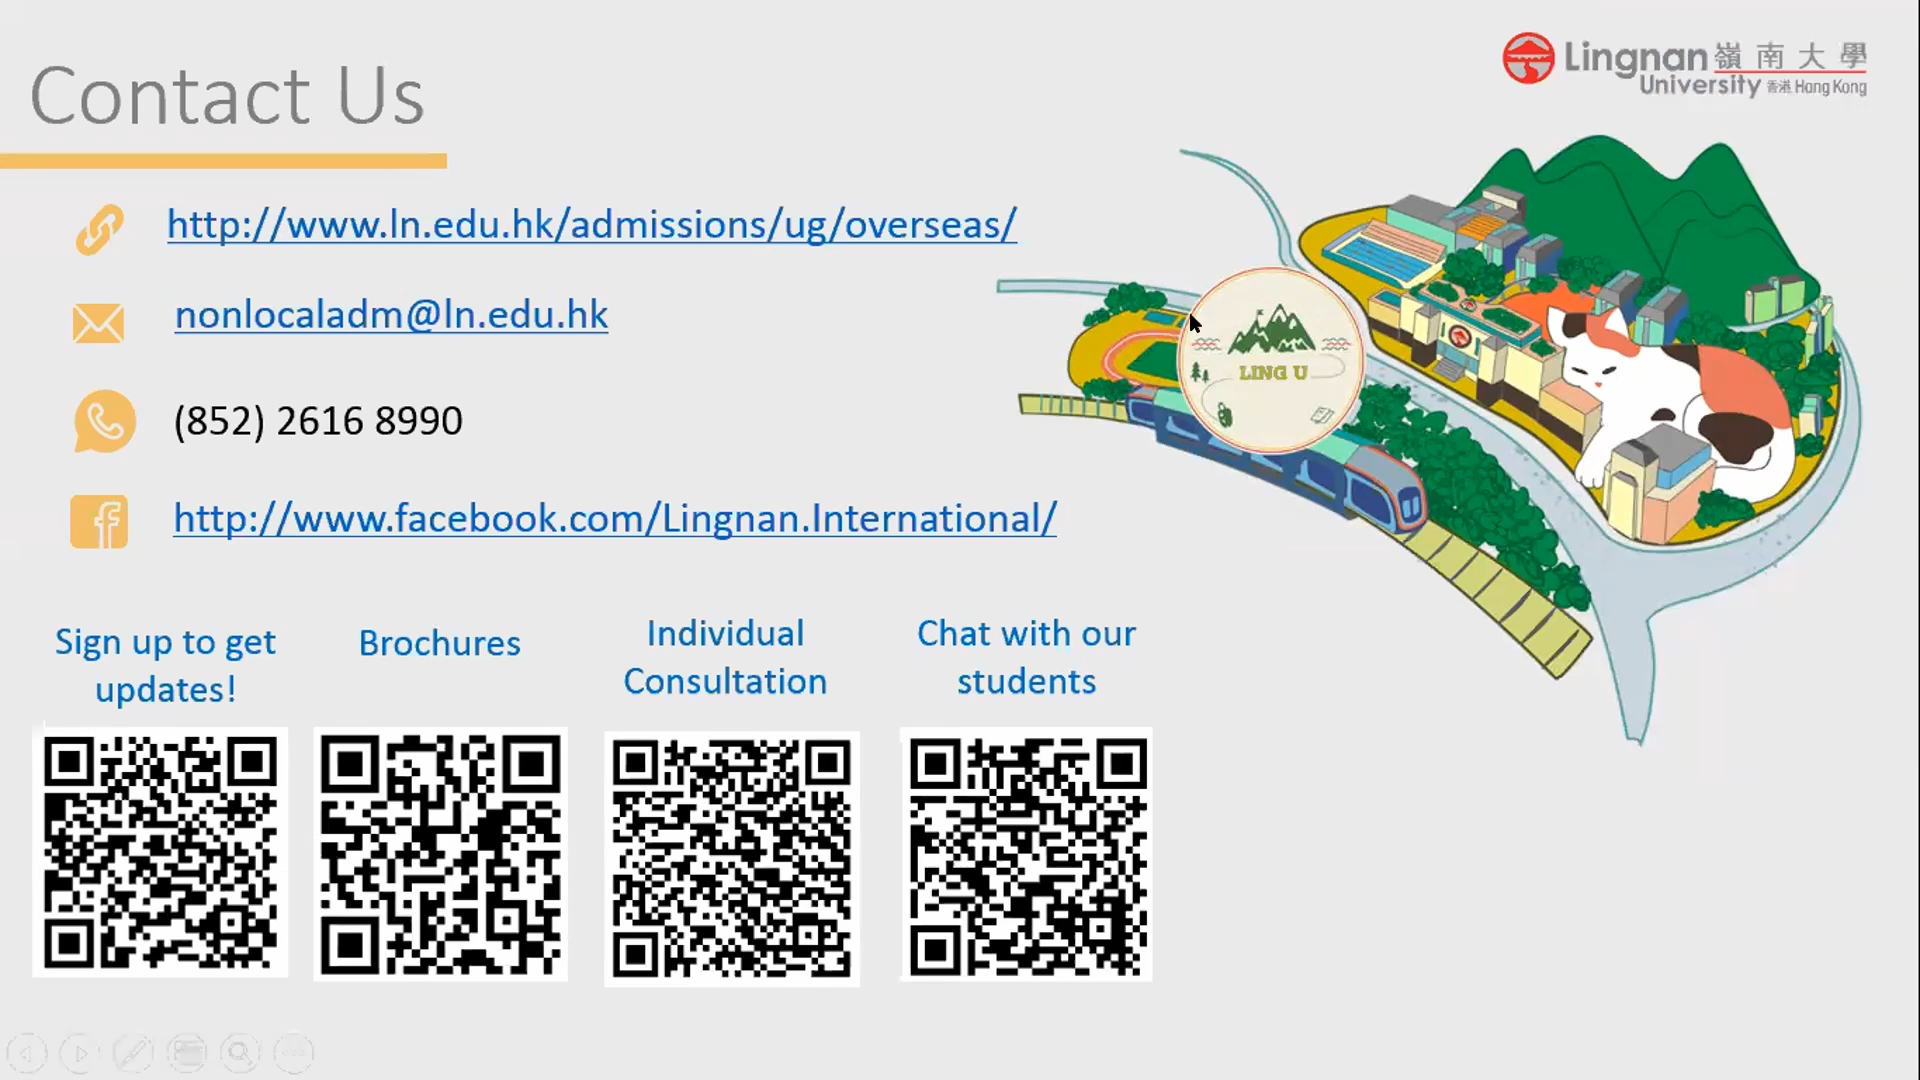 Contact Us
Lingnan 嶺南大學
University 香港 Hong Kong
http://www.ln.edu.hk/admissions/ug/overseas/
nonlocaladm@ln.edu.hk
(852) 2616 8990
http://www.facebook.com/Lingnan.International/
LING U
Sign up to get
updates!
Brochures
Individual
Consultation
Chat with our
students